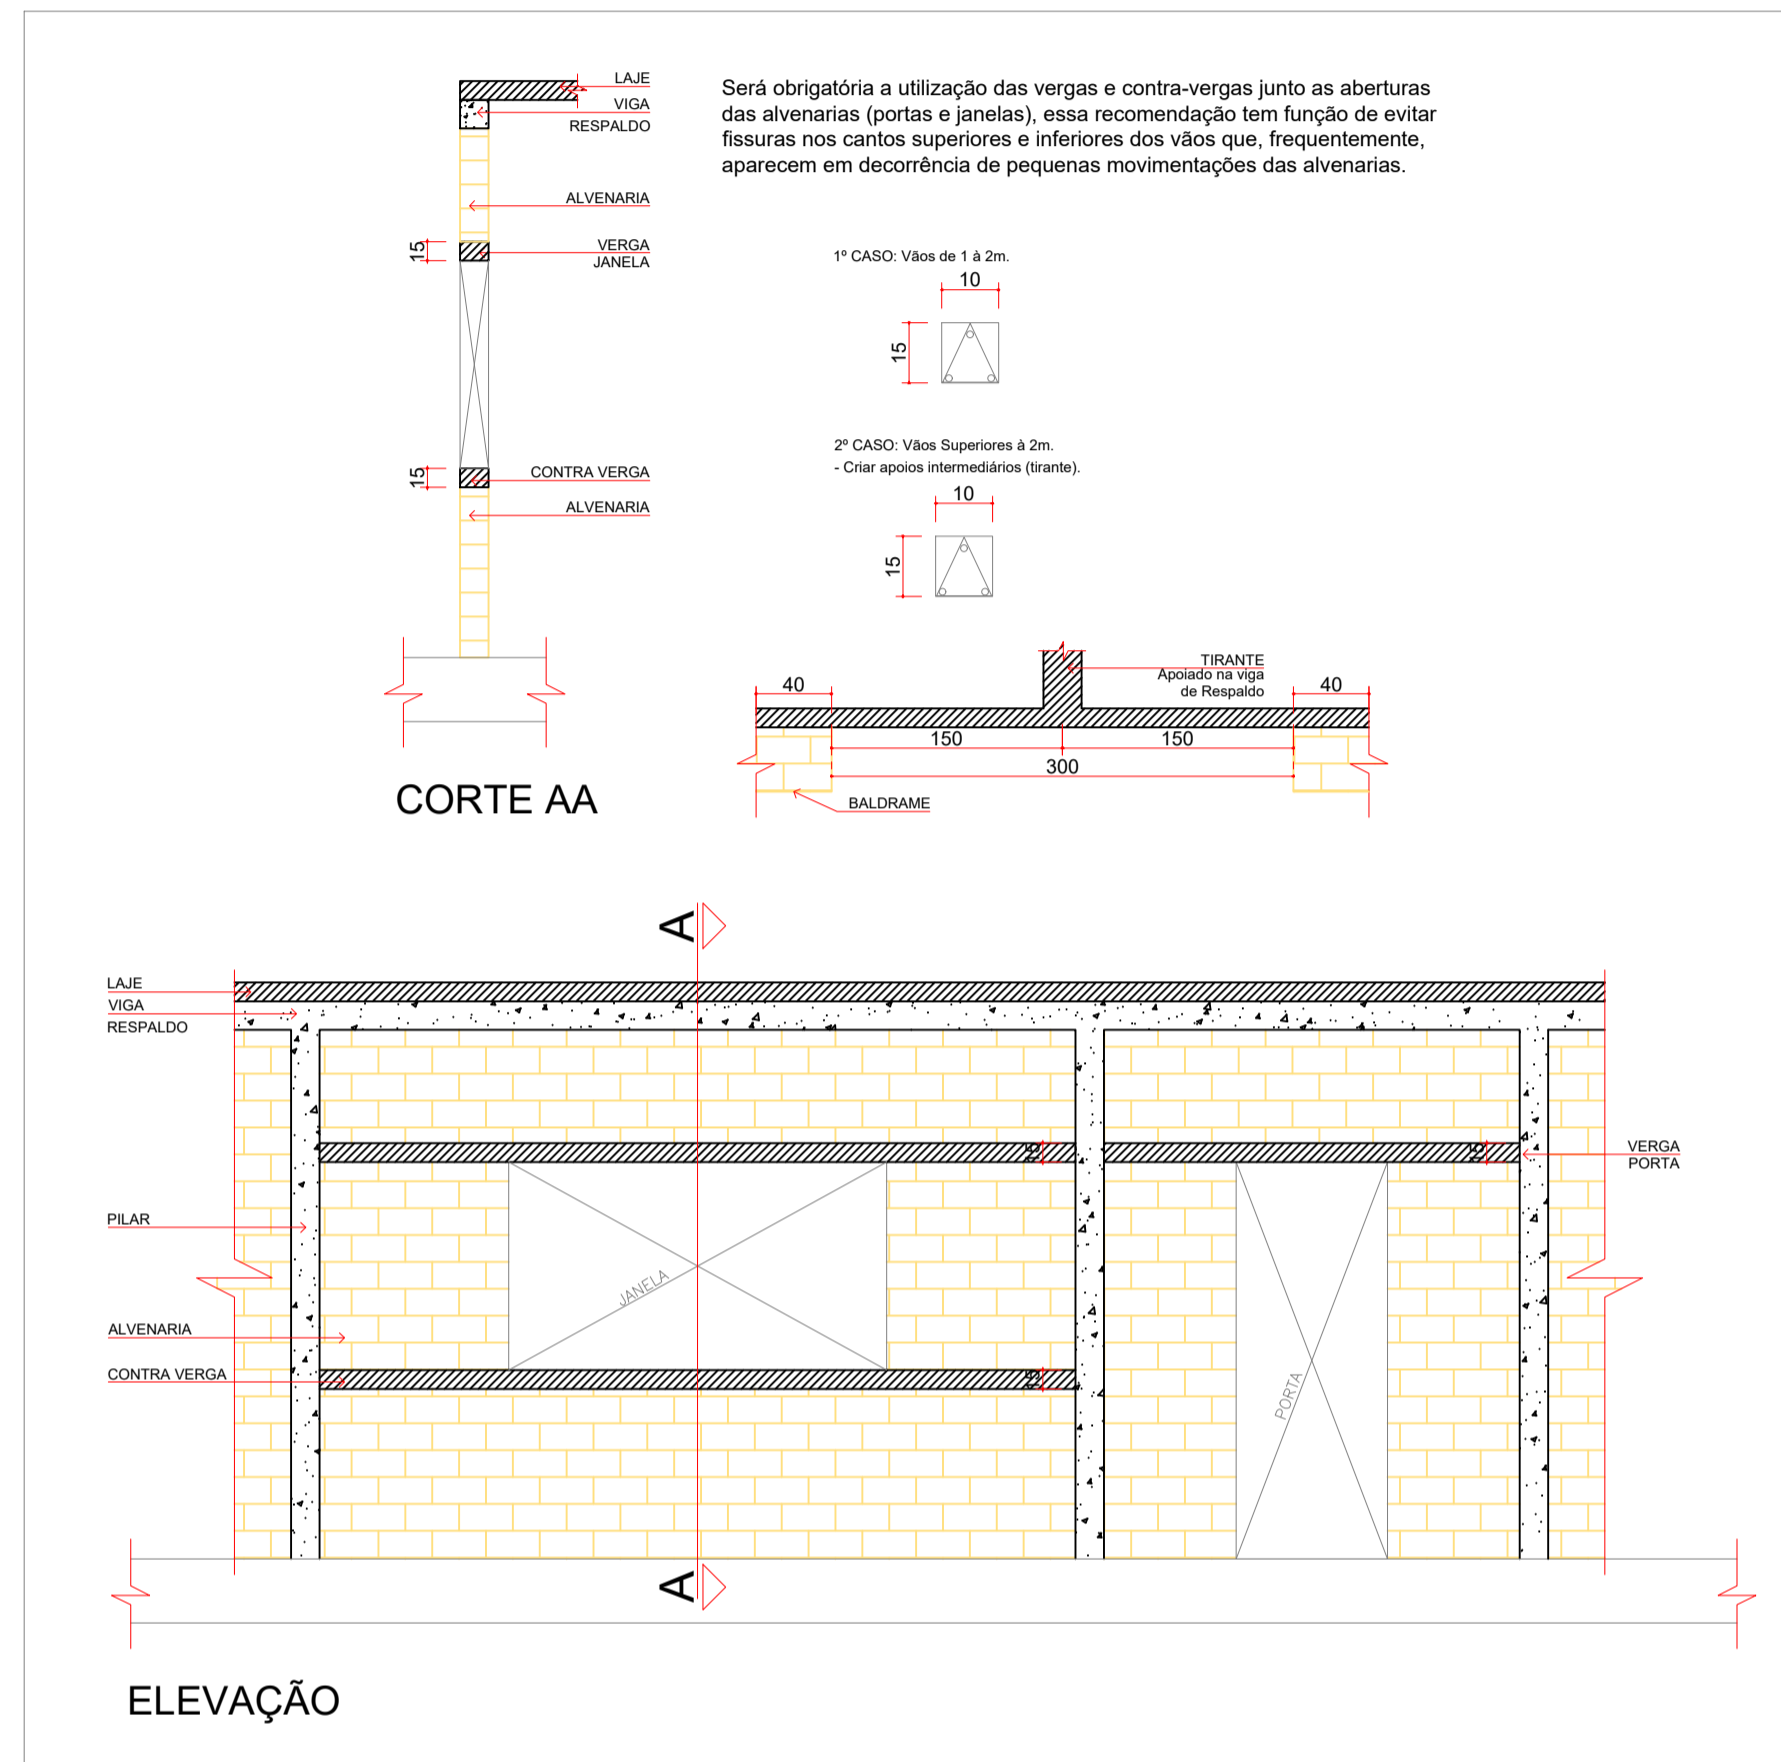 LAJE
VIGA
RESPALDO
ALVENARIA
15
VERGA
JANELA
15
CONTRA VERGA
ALVENARIA
CORTE AA
Será obrigatória a utilização das vergas e contra-vergas junto as aberturas
das alvenarias (portas e janelas), essa recomendação tem função de evitar
fissuras nos cantos superiores e inferiores dos vãos que, frequentemente,
aparecem em decorrência de pequenas movimentações das alvenarias.
1º CASO: Vãos de 1 à 2m.
10
15
2º CASO: Vãos Superiores à 2m.
- Criar apoios intermediários (tirante).
10
15
TIRANTE
Apoiado na viga
de Respaldo
40
40
150
150
300
BALDRAME
A
LAJE
VIGA
RESPALDO
15
15
VERGA
PORTA
PILAR
JANELA
ALVENARIA
CONTRA VERGA
15
PORTA
A
ELEVAÇÃO